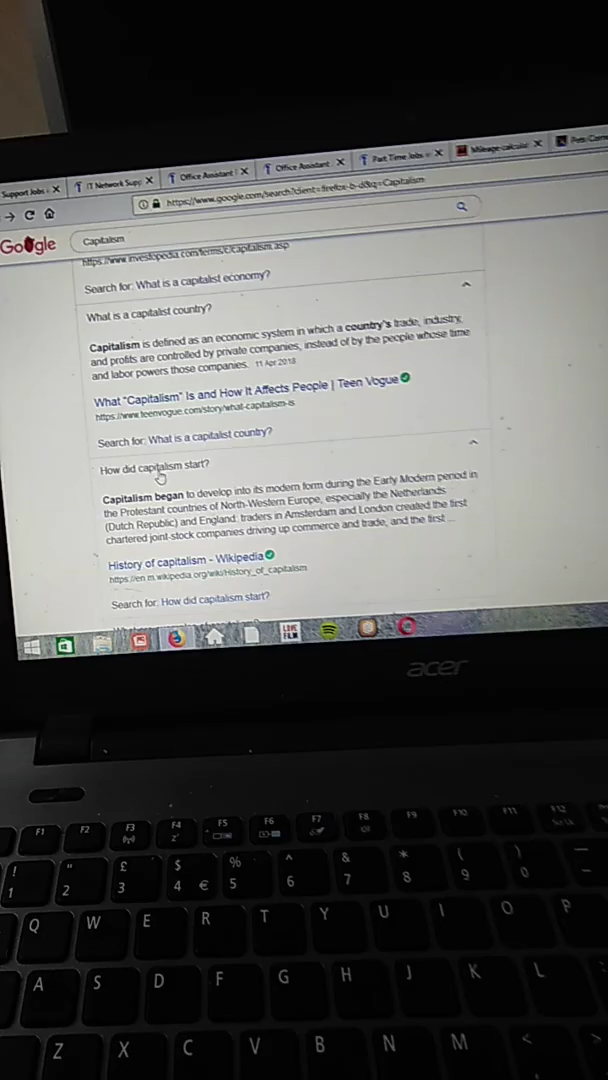 Support Jobs
IT Network Supp
Office Assistant
Office Assistant
Part Time Jobs
Mileage calculat
https://www.google.com/search?client=firefox-b-d&q=Capitalism
Google
Capitalism
https://www.investopedia.com/terms/c/capitalism.asp
Search for: What is a capitalist economy?
What is a capitalist country?
Capitalism is defined as an economic system in which a country's trade, industry,
and profits are controlled by private companies, instead of by the people whose time
and labor powers those companies. 11 Apr 2018
What "Capitalism" Is and How It Affects People | Teen Vogue
https://www.teenvogue.com/story/what-capitalism-is
Search for: What is a capitalist country?
How did capitalism start?
Capitalism began to develop into its modern form during the Early Modern period in
the Protestant countries of North-Western Europe, especially the Netherlands
(Dutch Republic) and England: traders in Amsterdam and London created the first
chartered joint-stock companies driving up commerce and trade, and the first ...
History of capitalism - Wikipedia
https://en.m.wikipedia.org/wiki/History_of_capitalism
Search for: How did capitalism start?
LIVE
FILM
acer
F1 F2 F3 F4 F5 F6 F7 F8 F9 F10 F11 F12
! " £ $ % ^ & * ( ) _
1 2 3 4 € 5 6 7 8 9 0 -
Q W E R T Y U I O P
A S D F G H J K L
Z X C V B N M < >